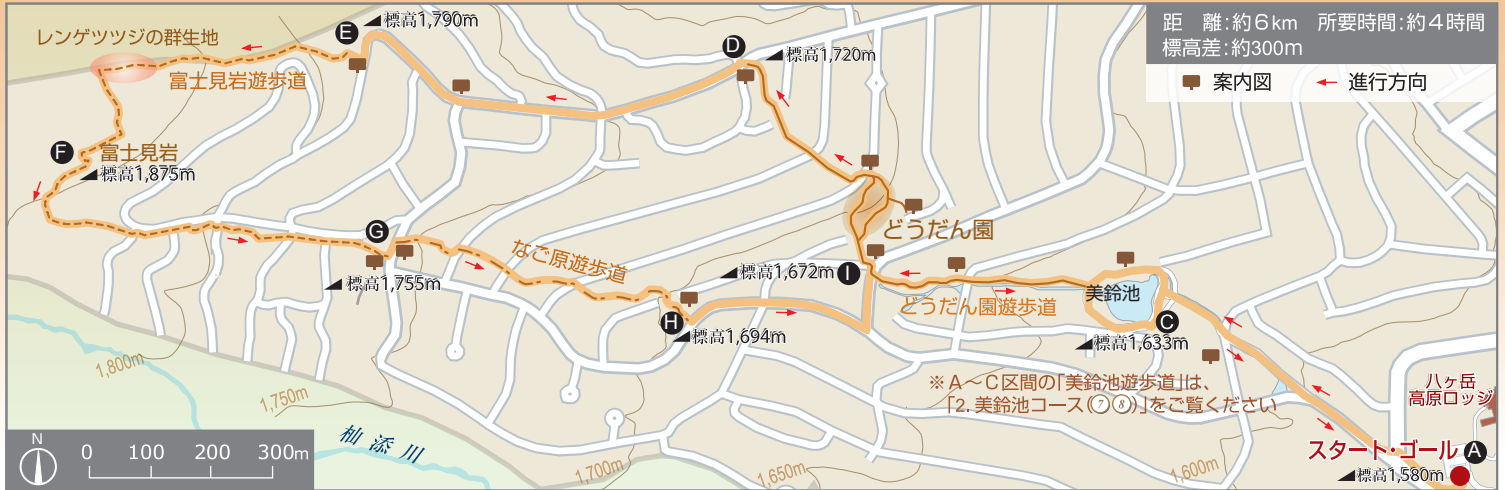 距　離:約6km　所要時間:約4時間
標高差:約300m
案内図
進行方向
レンゲツツジの群生地
E
標高1,790m
富士見岩遊歩道
D
標高1,720m
F
富士見岩
標高1,875m
どうだん園
G
標高1,755m
なご原遊歩道
標高1,672m
I
どうだん園遊歩道
美鈴池
C
標高1,633m
H
標高1,694m
※A～C区間の「美鈴池遊歩道」は、
「2. 美鈴池コース(⑦⑧)」をご覧ください
八ヶ岳
高原ロッジ
スタート・ゴール
A
標高1,580m
1,800m
1,750m
1,700m
1,650m
1,600m
杣添川
N
0 100 200 300m